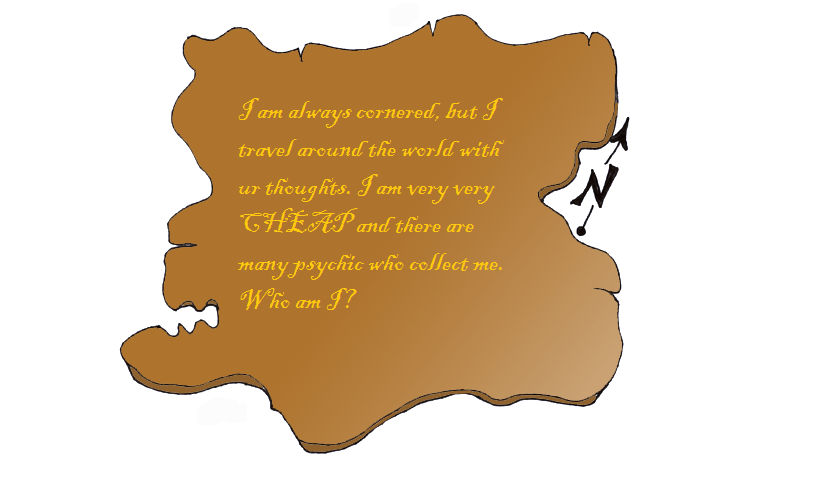 I am always cornered, but I
travel around the world with
ur thoughts. I am very very
CHEAP and there are
many psychic who collect me.
Who am I?
N